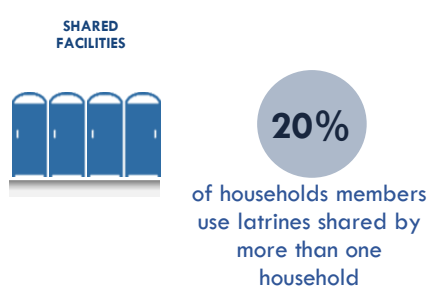 SHARED
FACILITIES
20%
of households members
use latrines shared by
more than one
household